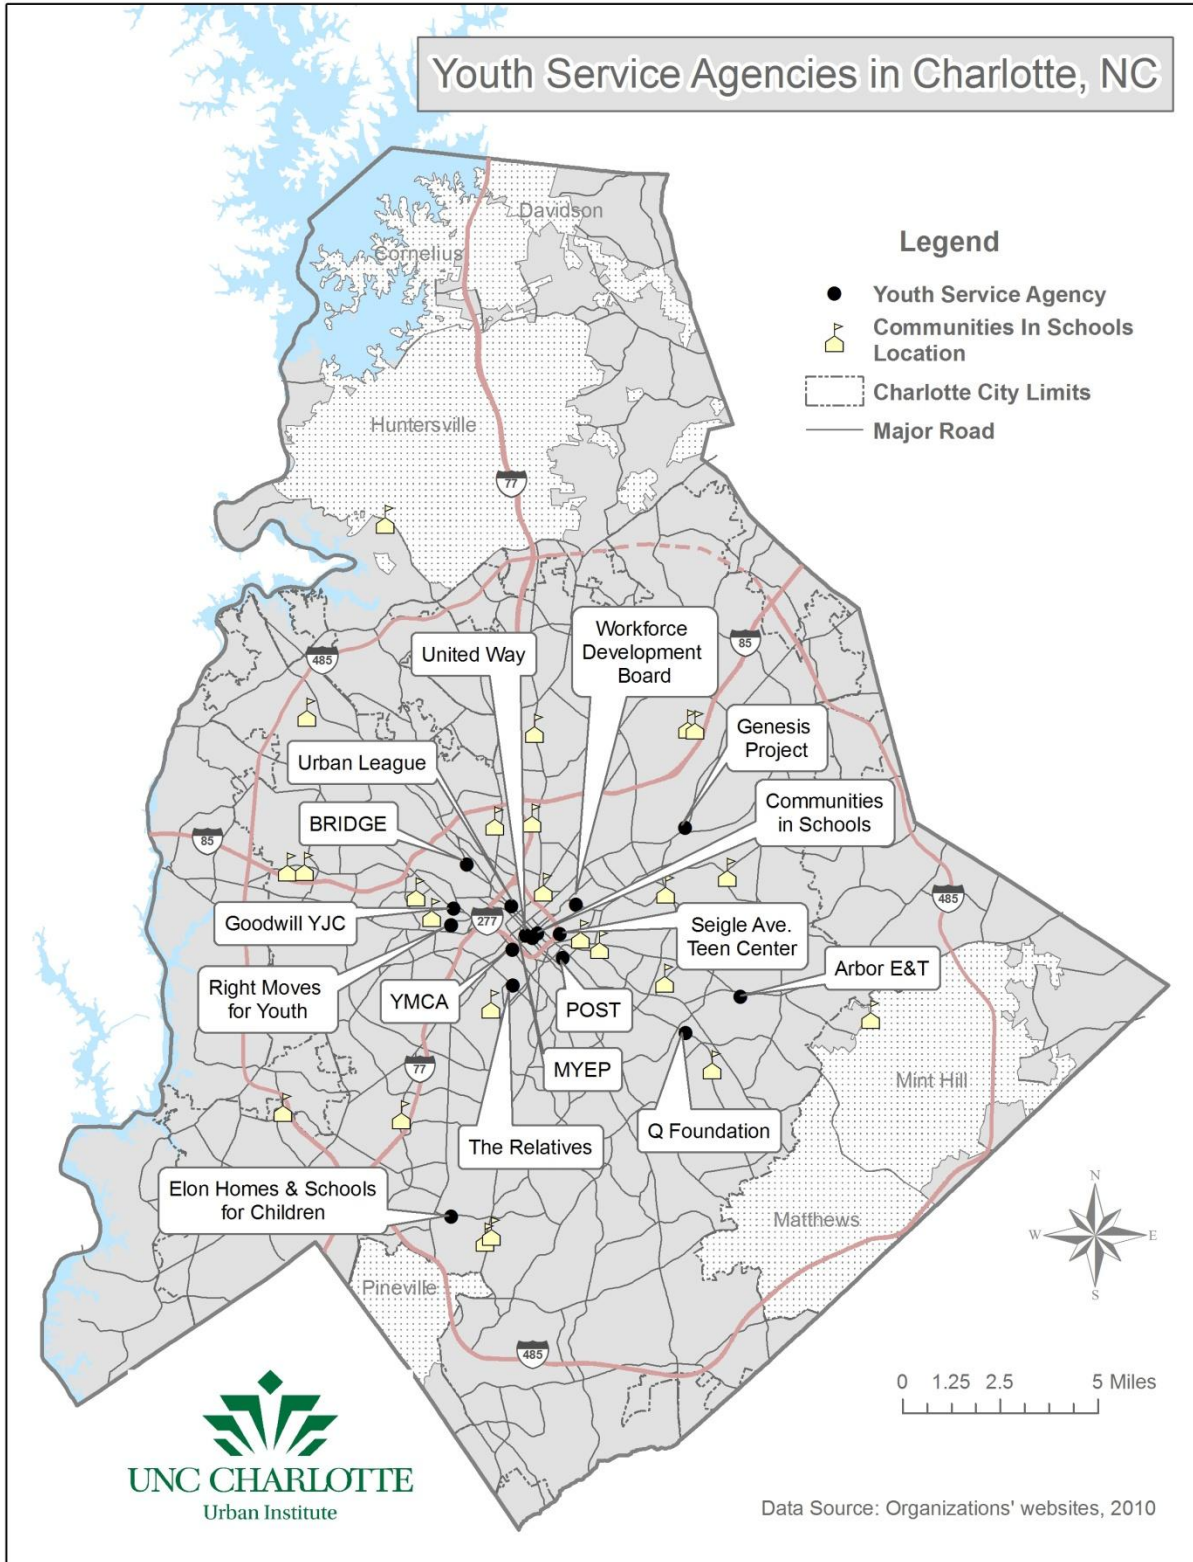 Youth Service Agencies in Charlotte, NC
Davidson
Cornelius
Legend
Youth Service Agency
Communities In Schools
Location
Charlotte City Limits
Major Road
Huntersville
77
485
United Way
Workforce
Development
Board
85
Genesis
Project
Urban League
Communities
in Schools
BRIDGE
85
485
Goodwill YJC
277
Seigle Ave.
Teen Center
Arbor E&T
Right Moves
for Youth
YMCA
POST
77
MYEP
Mint Hill
Q Foundation
The Relatives
Elon Homes & Schools
for Children
Matthews
N
W
E
S
Pineville
485
0 1.25 2.5 5 Miles
UNC CHARLOTTE
Urban Institute
Data Source: Organizations' websites, 2010